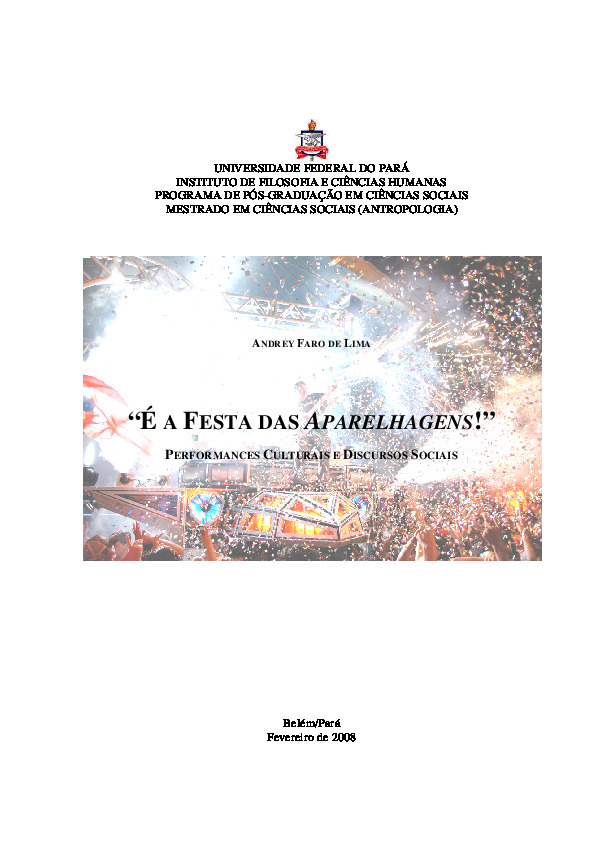 UNIVERSIDADE FEDERAL DO PARÁ
INSTITUTO DE FILOSOFIA E CIÊNCIAS HUMANAS
PROGRAMA DE PÓS-GRADUAÇÃO EM CIÊNCIAS SOCIAIS
MESTRADO EM CIÊNCIAS SOCIAIS (ANTROPOLOGIA)
ANDREY FARO DE LIMA
“É A FESTA DAS APARELHAGENS!”
PERFORMANCES CULTURAIS E DISCURSOS SOCIAIS
Belém/Pará
Fevereiro de 2008